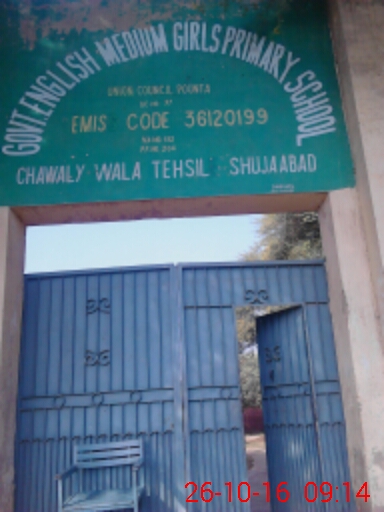 GOVT. ENGLISH MEDIUM GIRLS PRIMARY SCHOOL
UNION COUNCIL POONTA
EMIS CODE 36120199
CHAWALY WALA TEHSIL SHUJAABAD
26-10-16 09:14